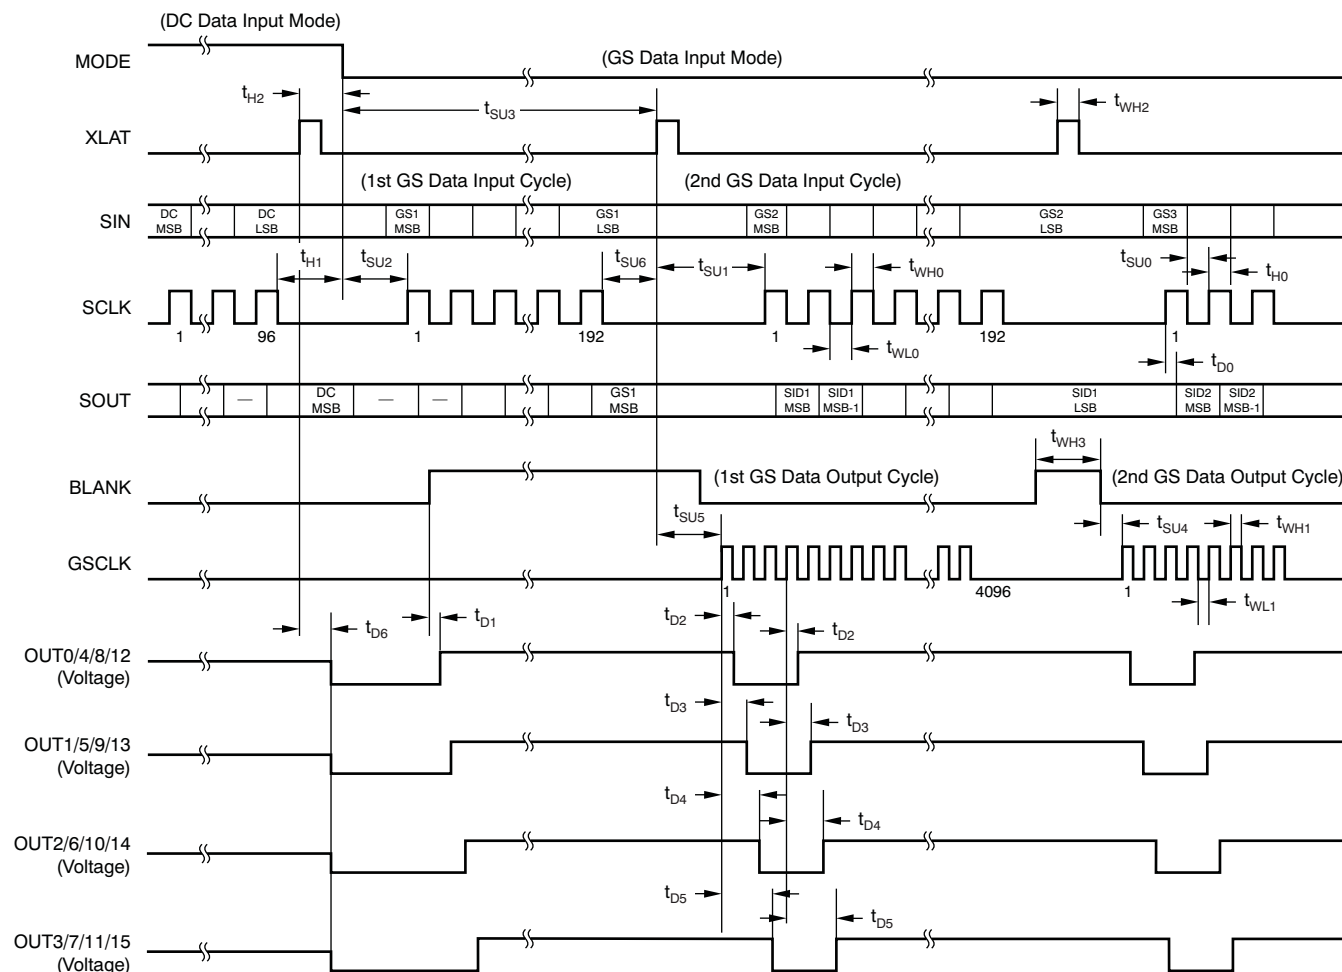 (DC Data Input Mode)
MODE
(GS Data Input Mode)
tH2
tSU3
tWH2
XLAT
(1st GS Data Input Cycle)
(2nd GS Data Input Cycle)
SIN
DC MSB
DC LSB
GS1 MSB
GS1 LSB
GS2 MSB
GS2 LSB
GS3 MSB
tH1
tSU2
tSU6
tSU1
tWH0
tSU0
tH0
SCLK
1
96
1
192
1
192
1
tWL0
tD0
SOUT
—
DC MSB
—
—
GS1 MSB
SID1 MSB
SID1 MSB-1
SID1 LSB
SID2 MSB
SID2 MSB-1
tWH3
BLANK
(1st GS Data Output Cycle)
(2nd GS Data Output Cycle)
tSU5
tSU4
tWH1
GSCLK
1
4096
1
tWL1
tD6
tD1
tD2
tD2
OUT0/4/8/12
(Voltage)
tD3
tD3
OUT1/5/9/13
(Voltage)
tD4
tD4
OUT2/6/10/14
(Voltage)
tD5
tD5
OUT3/7/11/15
(Voltage)